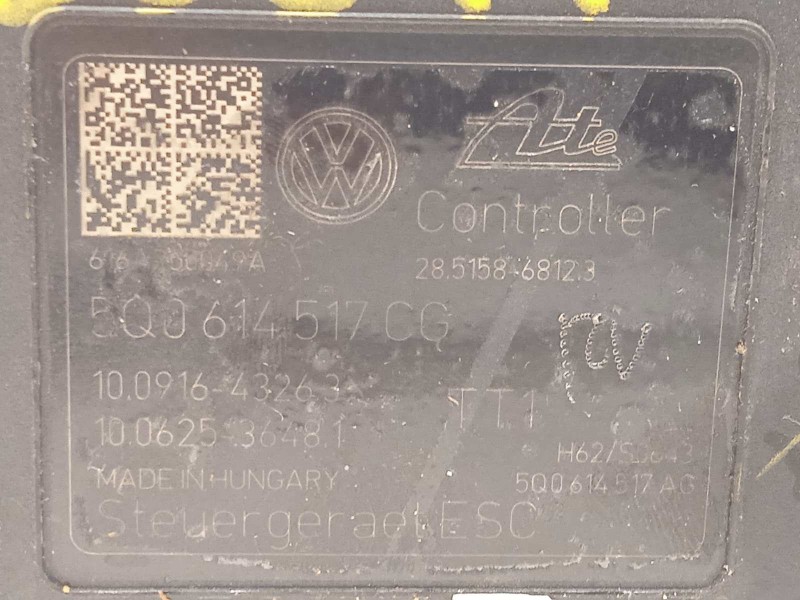 VW Ate
Controller
28.5158-6812.3
5Q0 614 517 CG
10.0916-4326.3
TT1
10.0625-3648.1
MADE IN HUNGARY
5Q0 614 517 AG
Steuergeraet ESC